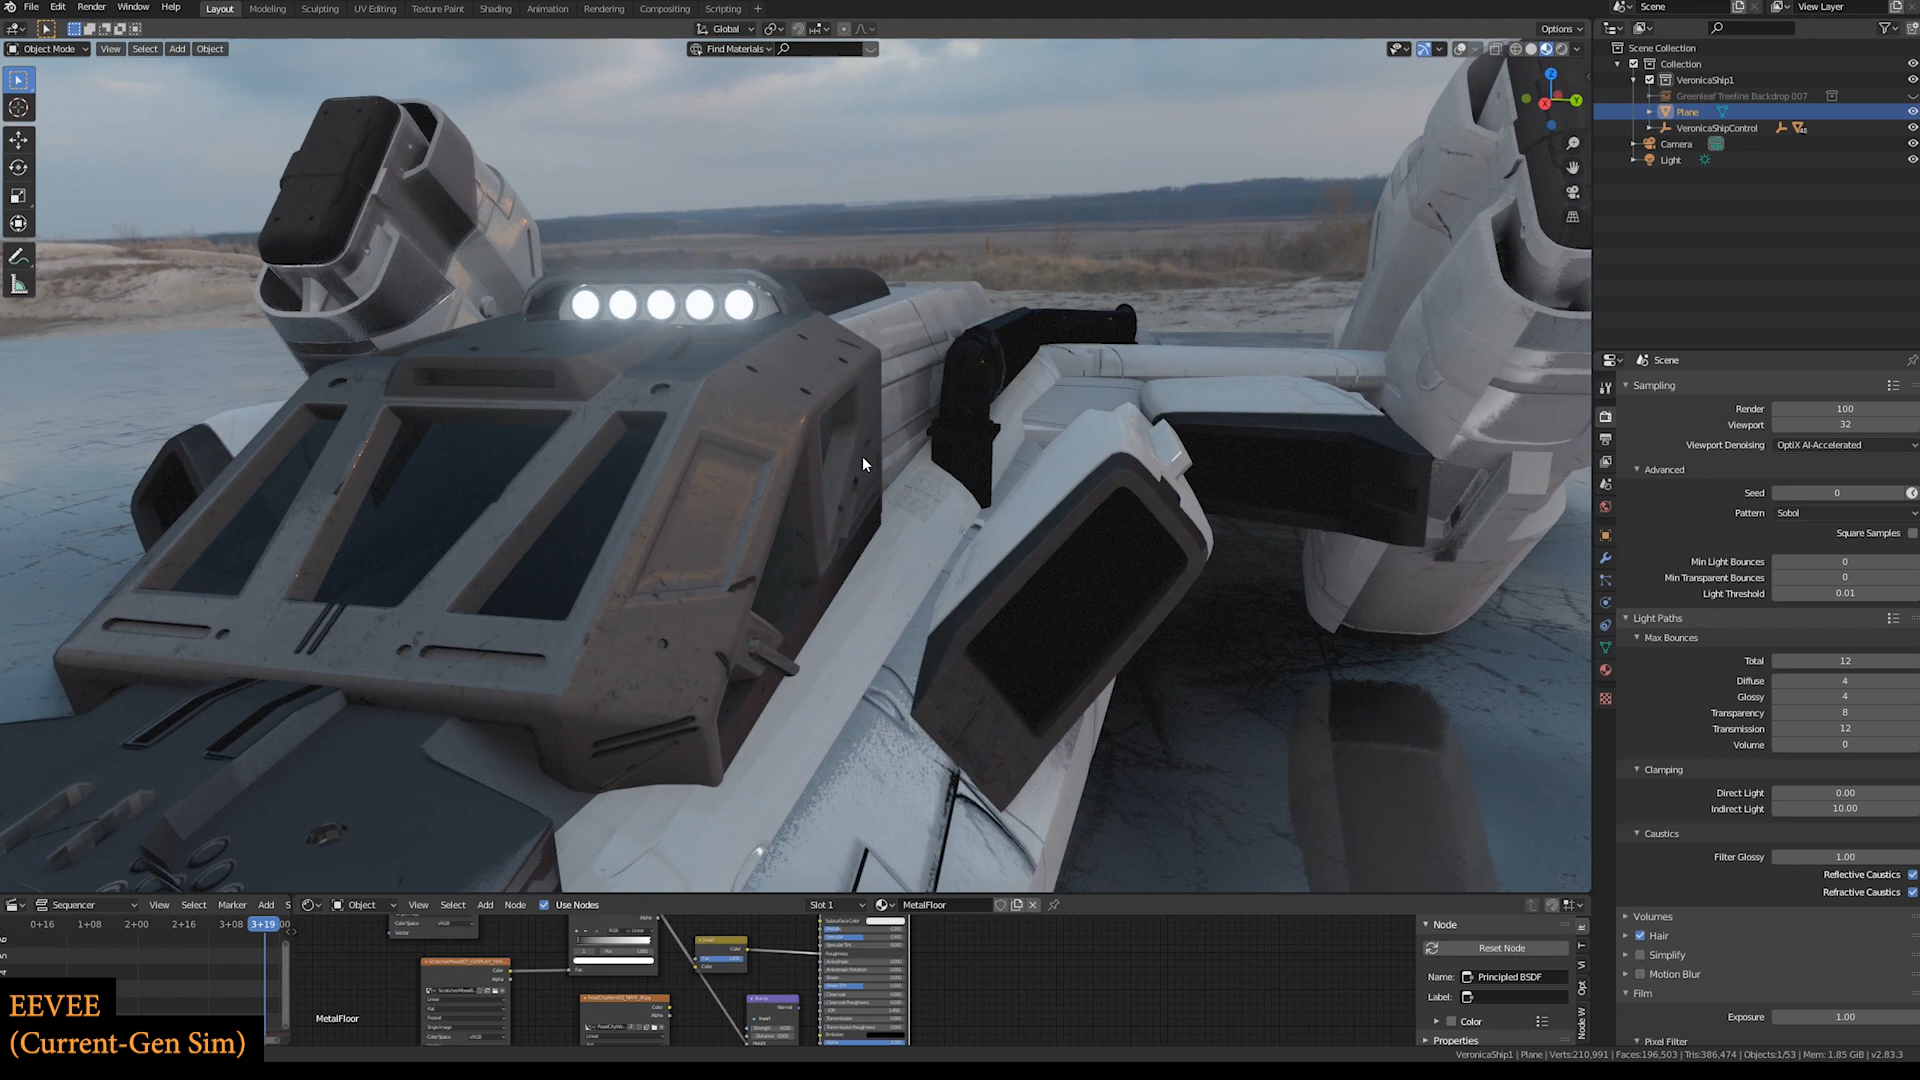 File Edit Render Window Help
Layout Modeling Sculpting UV Editing Texture Paint Shading Animation Rendering Compositing Scripting +
Scene
View Layer
Global
Options
Object Mode View Select Add Object
Find Materials
Z
X
Y
Scene Collection
Collection
VeronicaShip1
Greenleaf Treeline Backdrop 007
Plane
VeronicaShipControl
Camera
Light
Scene
Sampling
Render 100
Viewport 32
Viewport Denoising OptiX AI-Accelerated
Advanced
Seed 0
Pattern Sobol
Square Samples
Min Light Bounces 0
Min Transparent Bounces 0
Light Threshold 0.01
Light Paths
Max Bounces
Total 12
Diffuse 4
Glossy 4
Transparency 8
Transmission 12
Volume 0
Clamping
Direct Light 0.00
Indirect Light 10.00
Caustics
Filter Glossy 1.00
Reflective Caustics
Refractive Caustics
Volumes
Hair
Simplify
Motion Blur
Film
Exposure 1.00
Pixel Filter
Sequencer View Select Marker Add S
0+16 1+08 2+00 2+16 3+08 3+19
Object View Select Add Node Use Nodes
Slot 1
MetalFloor
MetalFloor
Node
Reset Node
Name: Principled BSDF
Label:
Color
Properties
EEVEE
(Current-Gen Sim)
VeronicaShip1 | Plane | Verts:210,991 | Faces:196,503 | Tris:386,474 | Objects:1/53 | Mem: 1.85 GiB | v2.83.3